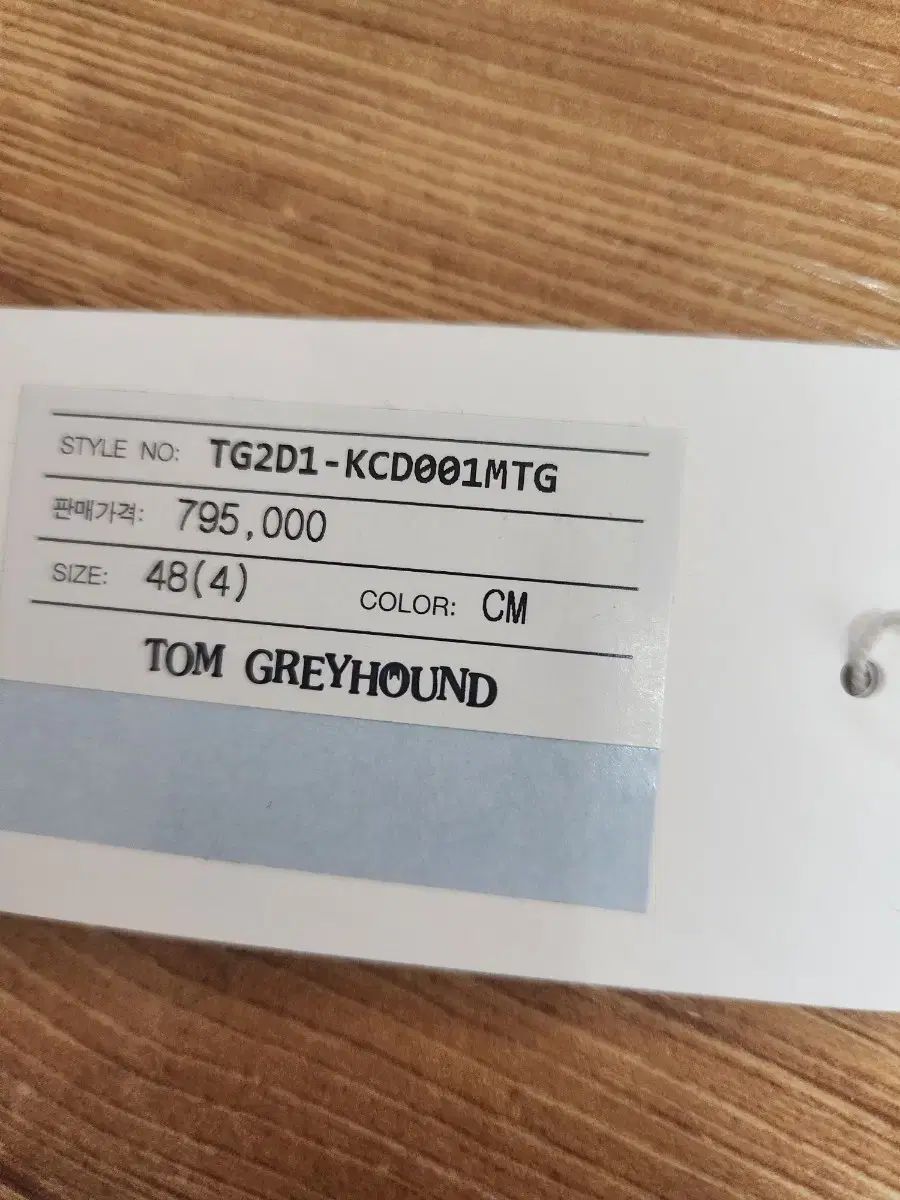 STYLE NO: TG2D1-KCD001MTG
판매가격: 795,000
SIZE: 48(4) COLOR: CM
TOM GREYHOUND